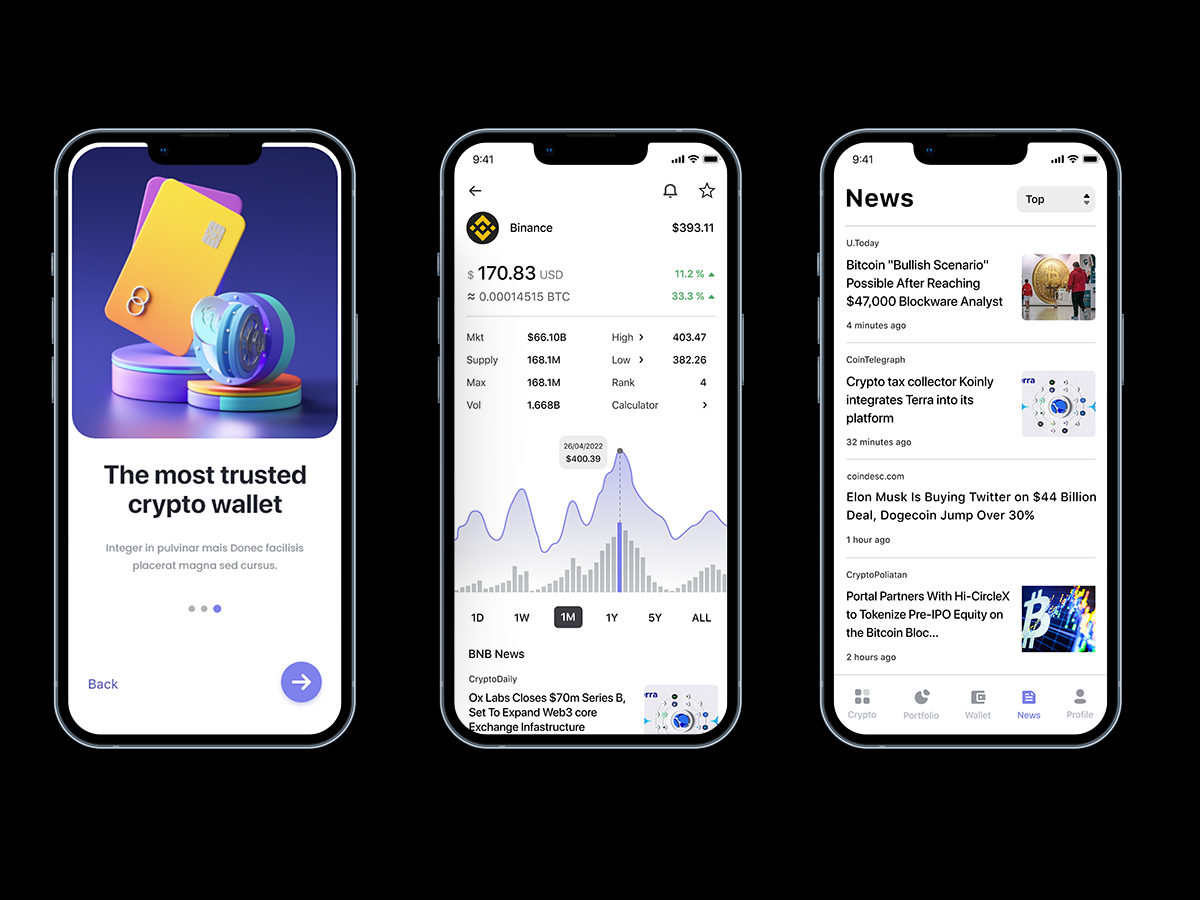 The most trusted
crypto wallet
Integer in pulvinar mais Donec facilisis
placerat magna sed cursus.
Back
9:41
Binance
$393.11
$ 170.83 USD
11.2 %
≈ 0.00014515 BTC
33.3 %
Mkt $66.10B High 403.47
Supply 168.1M Low 382.26
Max 168.1M Rank 4
Vol 1.668B Calculator
26/04/2022
$400.39
1D 1W 1M 1Y 5Y ALL
BNB News
CryptoDaily
Ox Labs Closes $70m Series B,
Set To Expand Web3 core
Exchange Infastructure
erra
9:41
News
Top
U.Today
Bitcoin "Bullish Scenario"
Possible After Reaching
$47,000 Blockware Analyst
4 minutes ago
CoinTelegraph
Crypto tax collector Koinly
integrates Terra into its
platform
erra
32 minutes ago
coindesc.com
Elon Musk Is Buying Twitter on $44 Billion
Deal, Dogecoin Jump Over 30%
1 hour ago
CryptoPoliatan
Portal Partners With Hi-CircleX
to Tokenize Pre-IPO Equity on
the Bitcoin Bloc...
2 hours ago
Crypto Portfolio Wallet News Profile